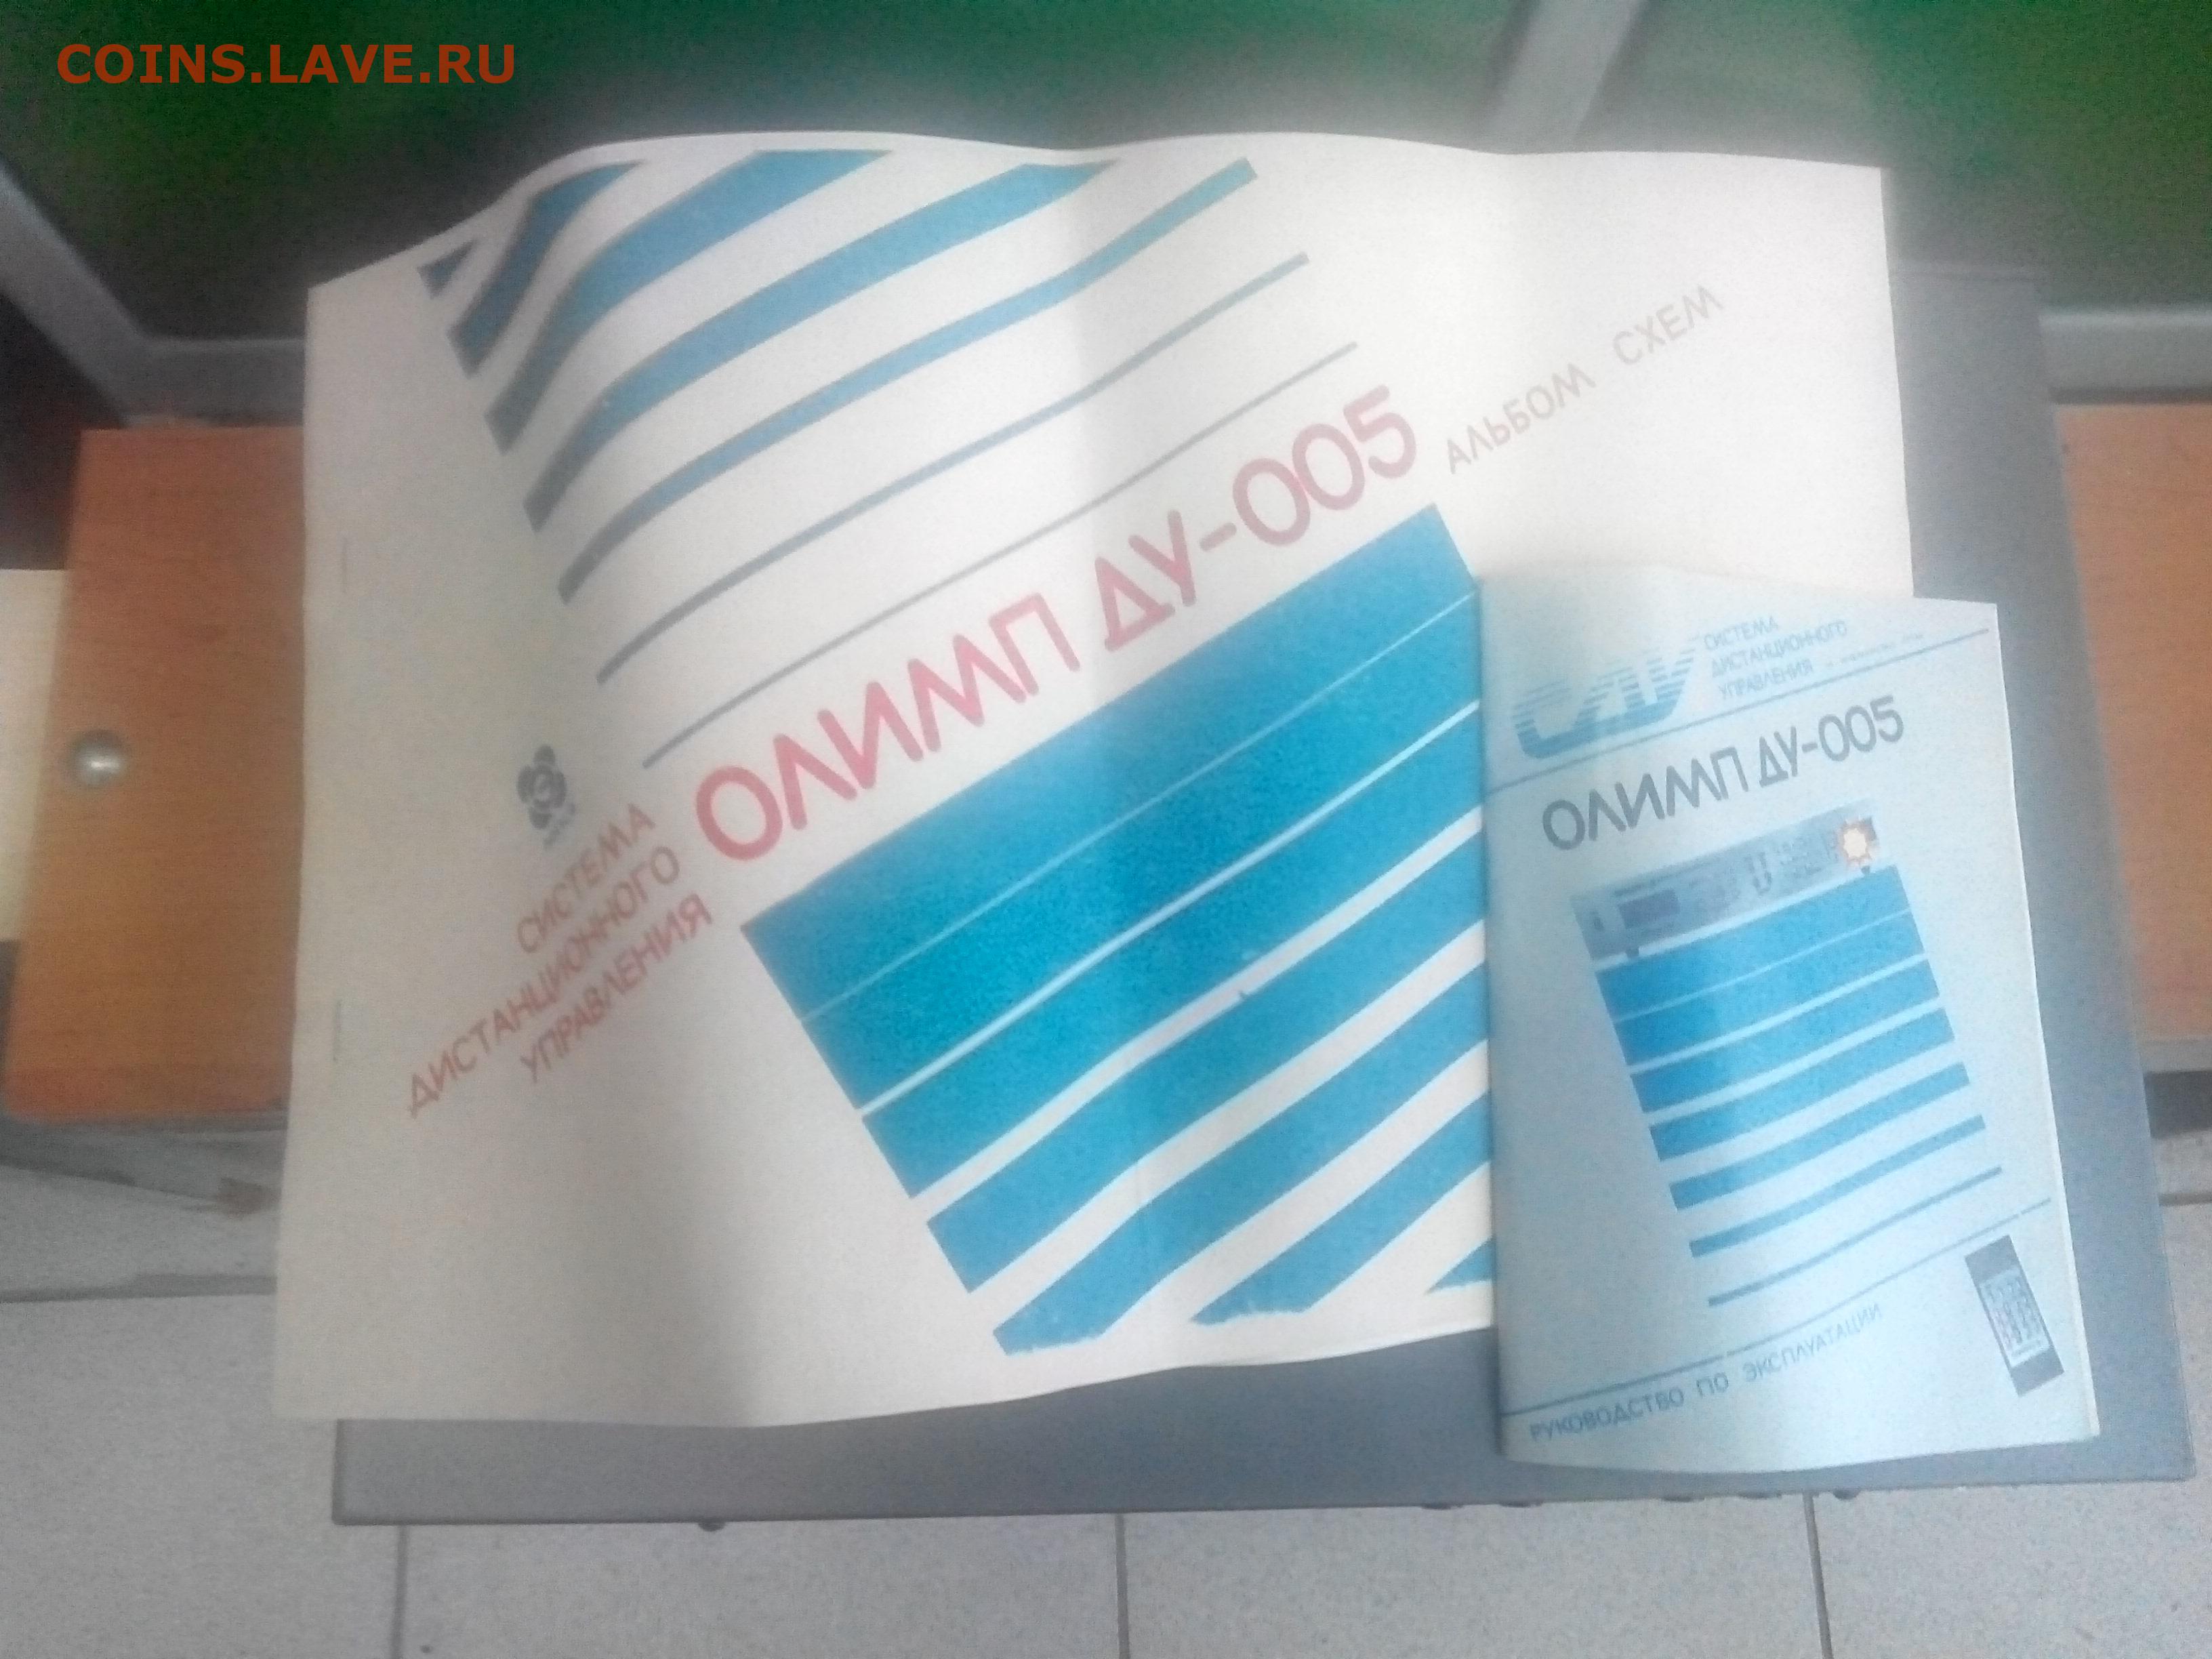 COINS.LAVE.RU
СИСТЕМА
ДИСТАНЦИОННОГО
УПРАВЛЕНИЯ
ОЛИМП ДУ-005
АЛЬБОМ СХЕМ
СДУ
СИСТЕМА
ДИСТАНЦИОННОГО
УПРАВЛЕНИЯ
ОЛИМП ДУ-005
РУКОВОДСТВО ПО ЭКСПЛУАТАЦИИ